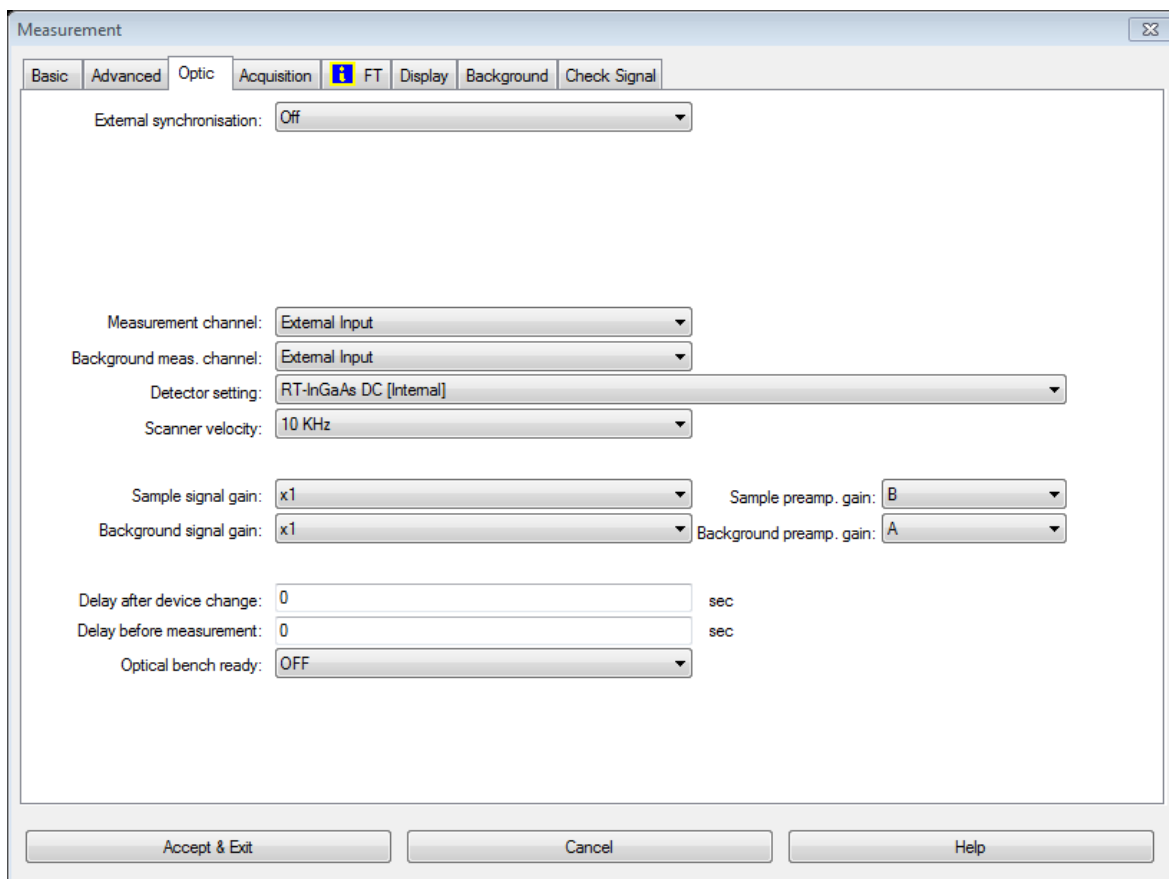 Measurement
Basic Advanced Optic Acquisition i FT Display Background Check Signal
External synchronisation: Off
Measurement channel: External Input
Background meas. channel: External Input
Detector setting: RT-InGaAs DC [Internal]
Scanner velocity: 10 KHz
Sample signal gain: x1 Sample preamp. gain: B
Background signal gain: x1 Background preamp. gain: A
Delay after device change: 0 sec
Delay before measurement: 0 sec
Optical bench ready: OFF
Accept & Exit Cancel Help